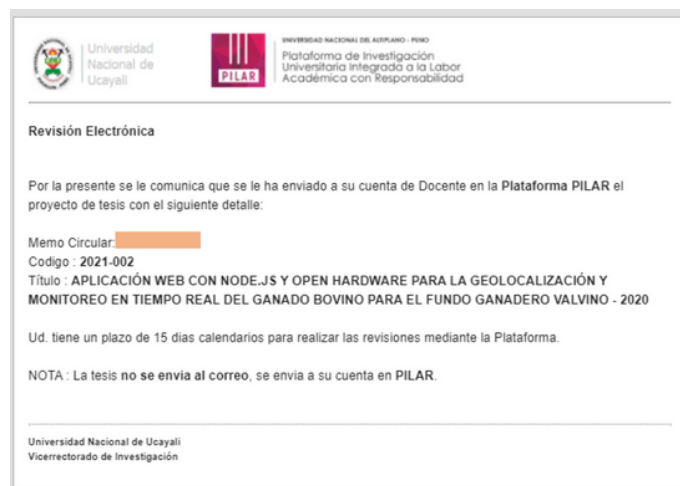 Universidad
Nacional de
Ucayali
PILAR
UNIVERSIDAD NACIONAL DEL ALTIPLANO - PUNO
Plataforma de Investigación
Universitaria Integrada a la Labor
Académica con Responsabilidad
Revisión Electrónica
Por la presente se le comunica que se le ha enviado a su cuenta de Docente en la Plataforma PILAR el
proyecto de tesis con el siguiente detalle:
Memo Circular:
Codigo : 2021-002
Título : APLICACIÓN WEB CON NODE.JS Y OPEN HARDWARE PARA LA GEOLOCALIZACIÓN Y
MONITOREO EN TIEMPO REAL DEL GANADO BOVINO PARA EL FUNDO GANADERO VALVINO - 2020
Ud. tiene un plazo de 15 dias calendarios para realizar las revisiones mediante la Plataforma.
NOTA : La tesis no se envia al correo, se envia a su cuenta en PILAR.
Universidad Nacional de Ucayali
Vicerrectorado de Investigación